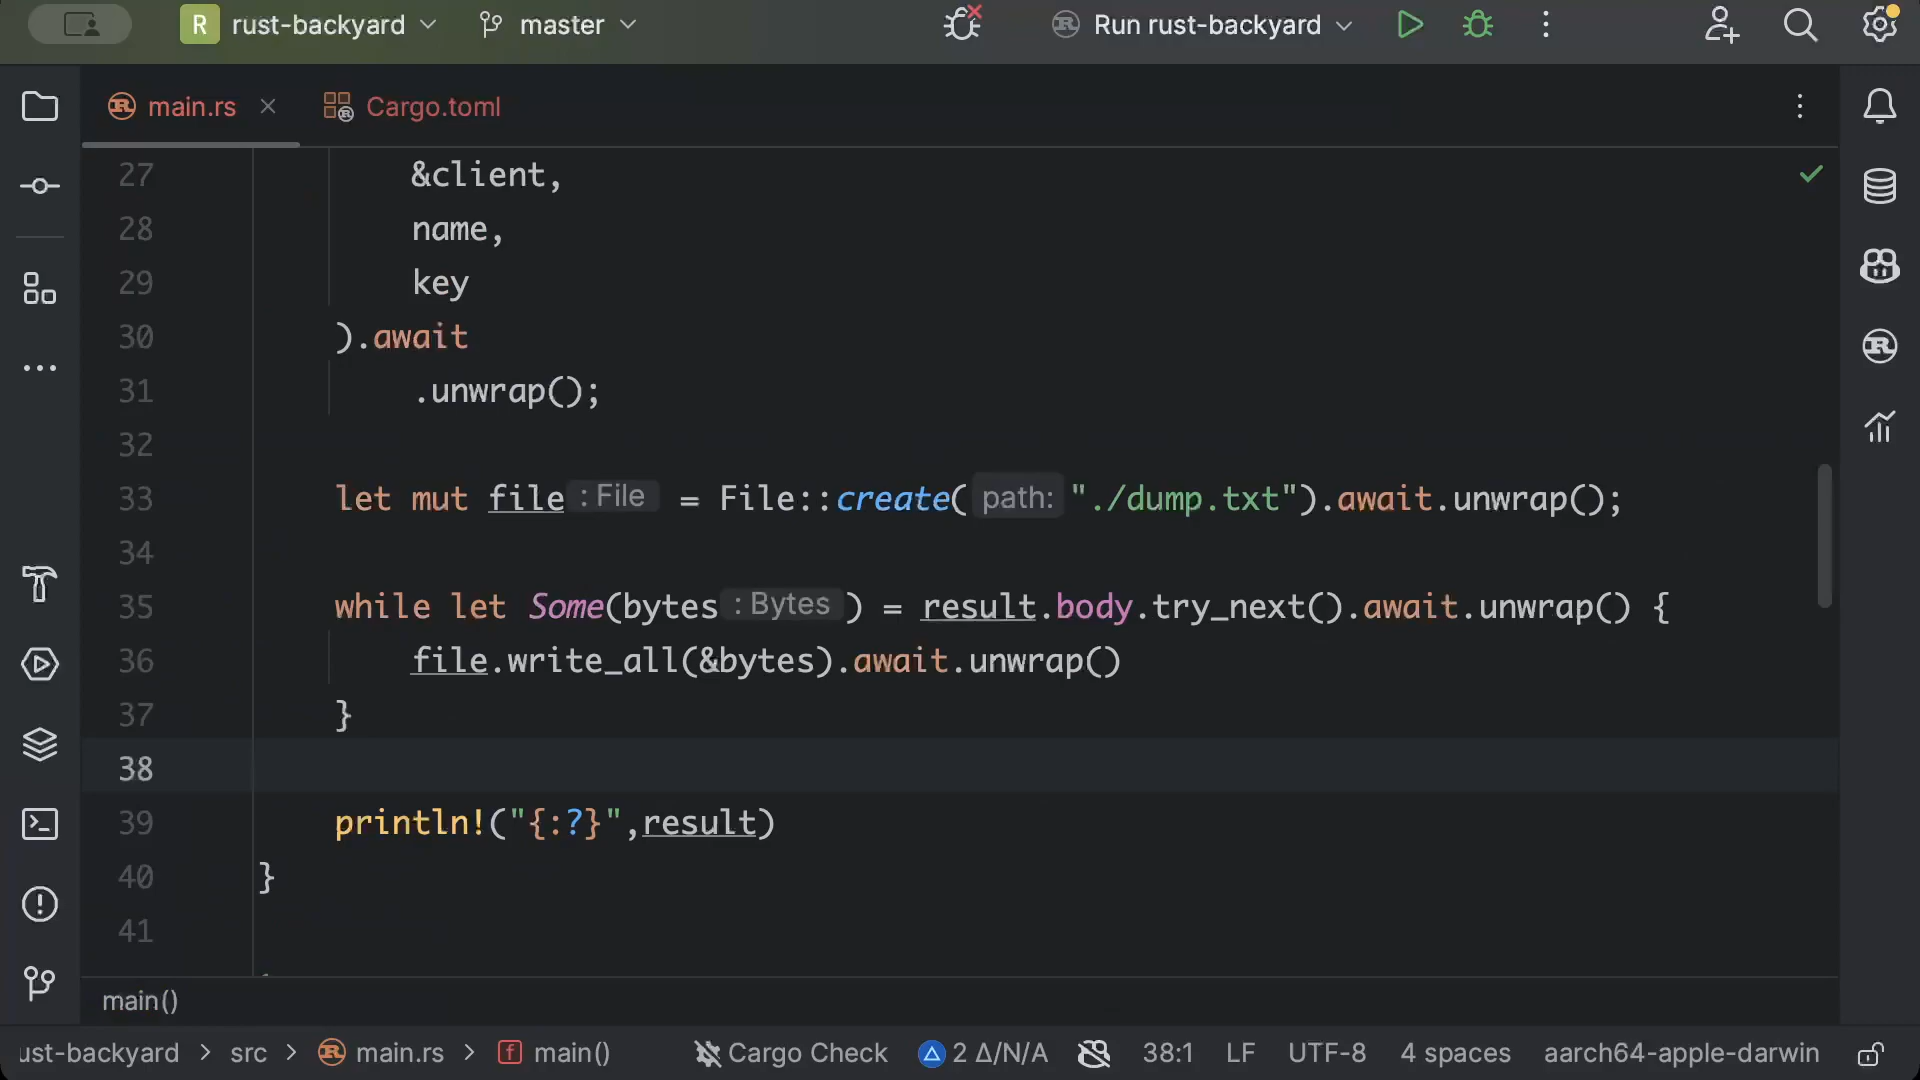 R rust-backyard master Run rust-backyard
main.rs Cargo.toml
27 &client,
28 name,
29 key
30 ).await
31 .unwrap();
32
33 let mut file : File = File::create( path: "./dump.txt").await.unwrap();
34
35 while let Some(bytes : Bytes ) = result.body.try_next().await.unwrap() {
36 file.write_all(&bytes).await.unwrap()
37 }
38
39 println!("{:?}",result)
40 }
41
main()
ust-backyard > src > main.rs > f main() Cargo Check 2 Δ/N/A 38:1 LF UTF-8 4 spaces aarch64-apple-darwin